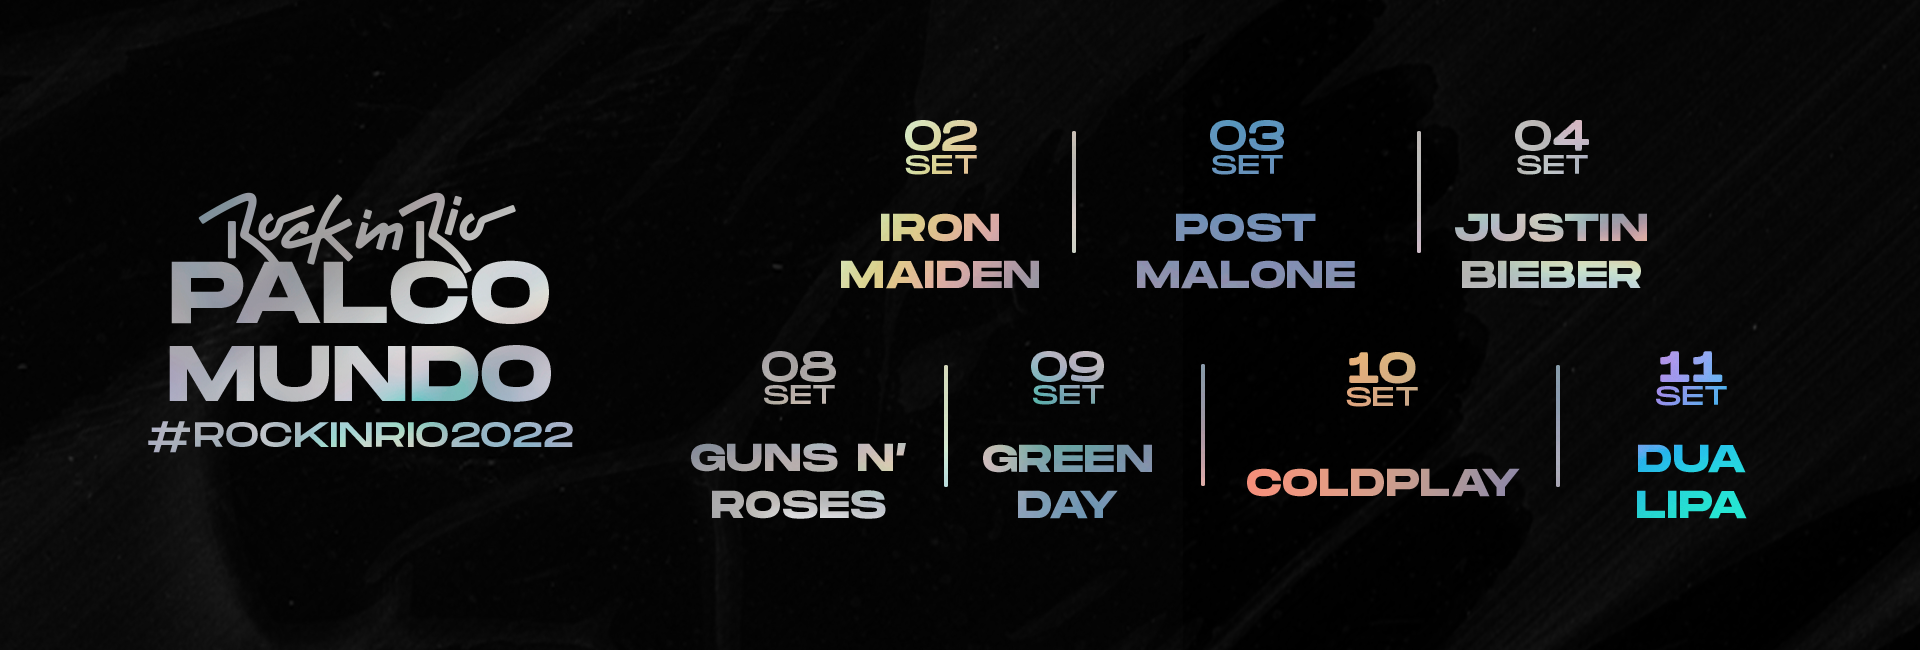 Rock in Rio
PALCO
MUNDO
#ROCKINRIO2022
02
SET
IRON
MAIDEN
03
SET
POST
MALONE
04
SET
JUSTIN
BIEBER
08
SET
GUNS N'
ROSES
09
SET
GREEN
DAY
10
SET
COLDPLAY
11
SET
DUA
LIPA